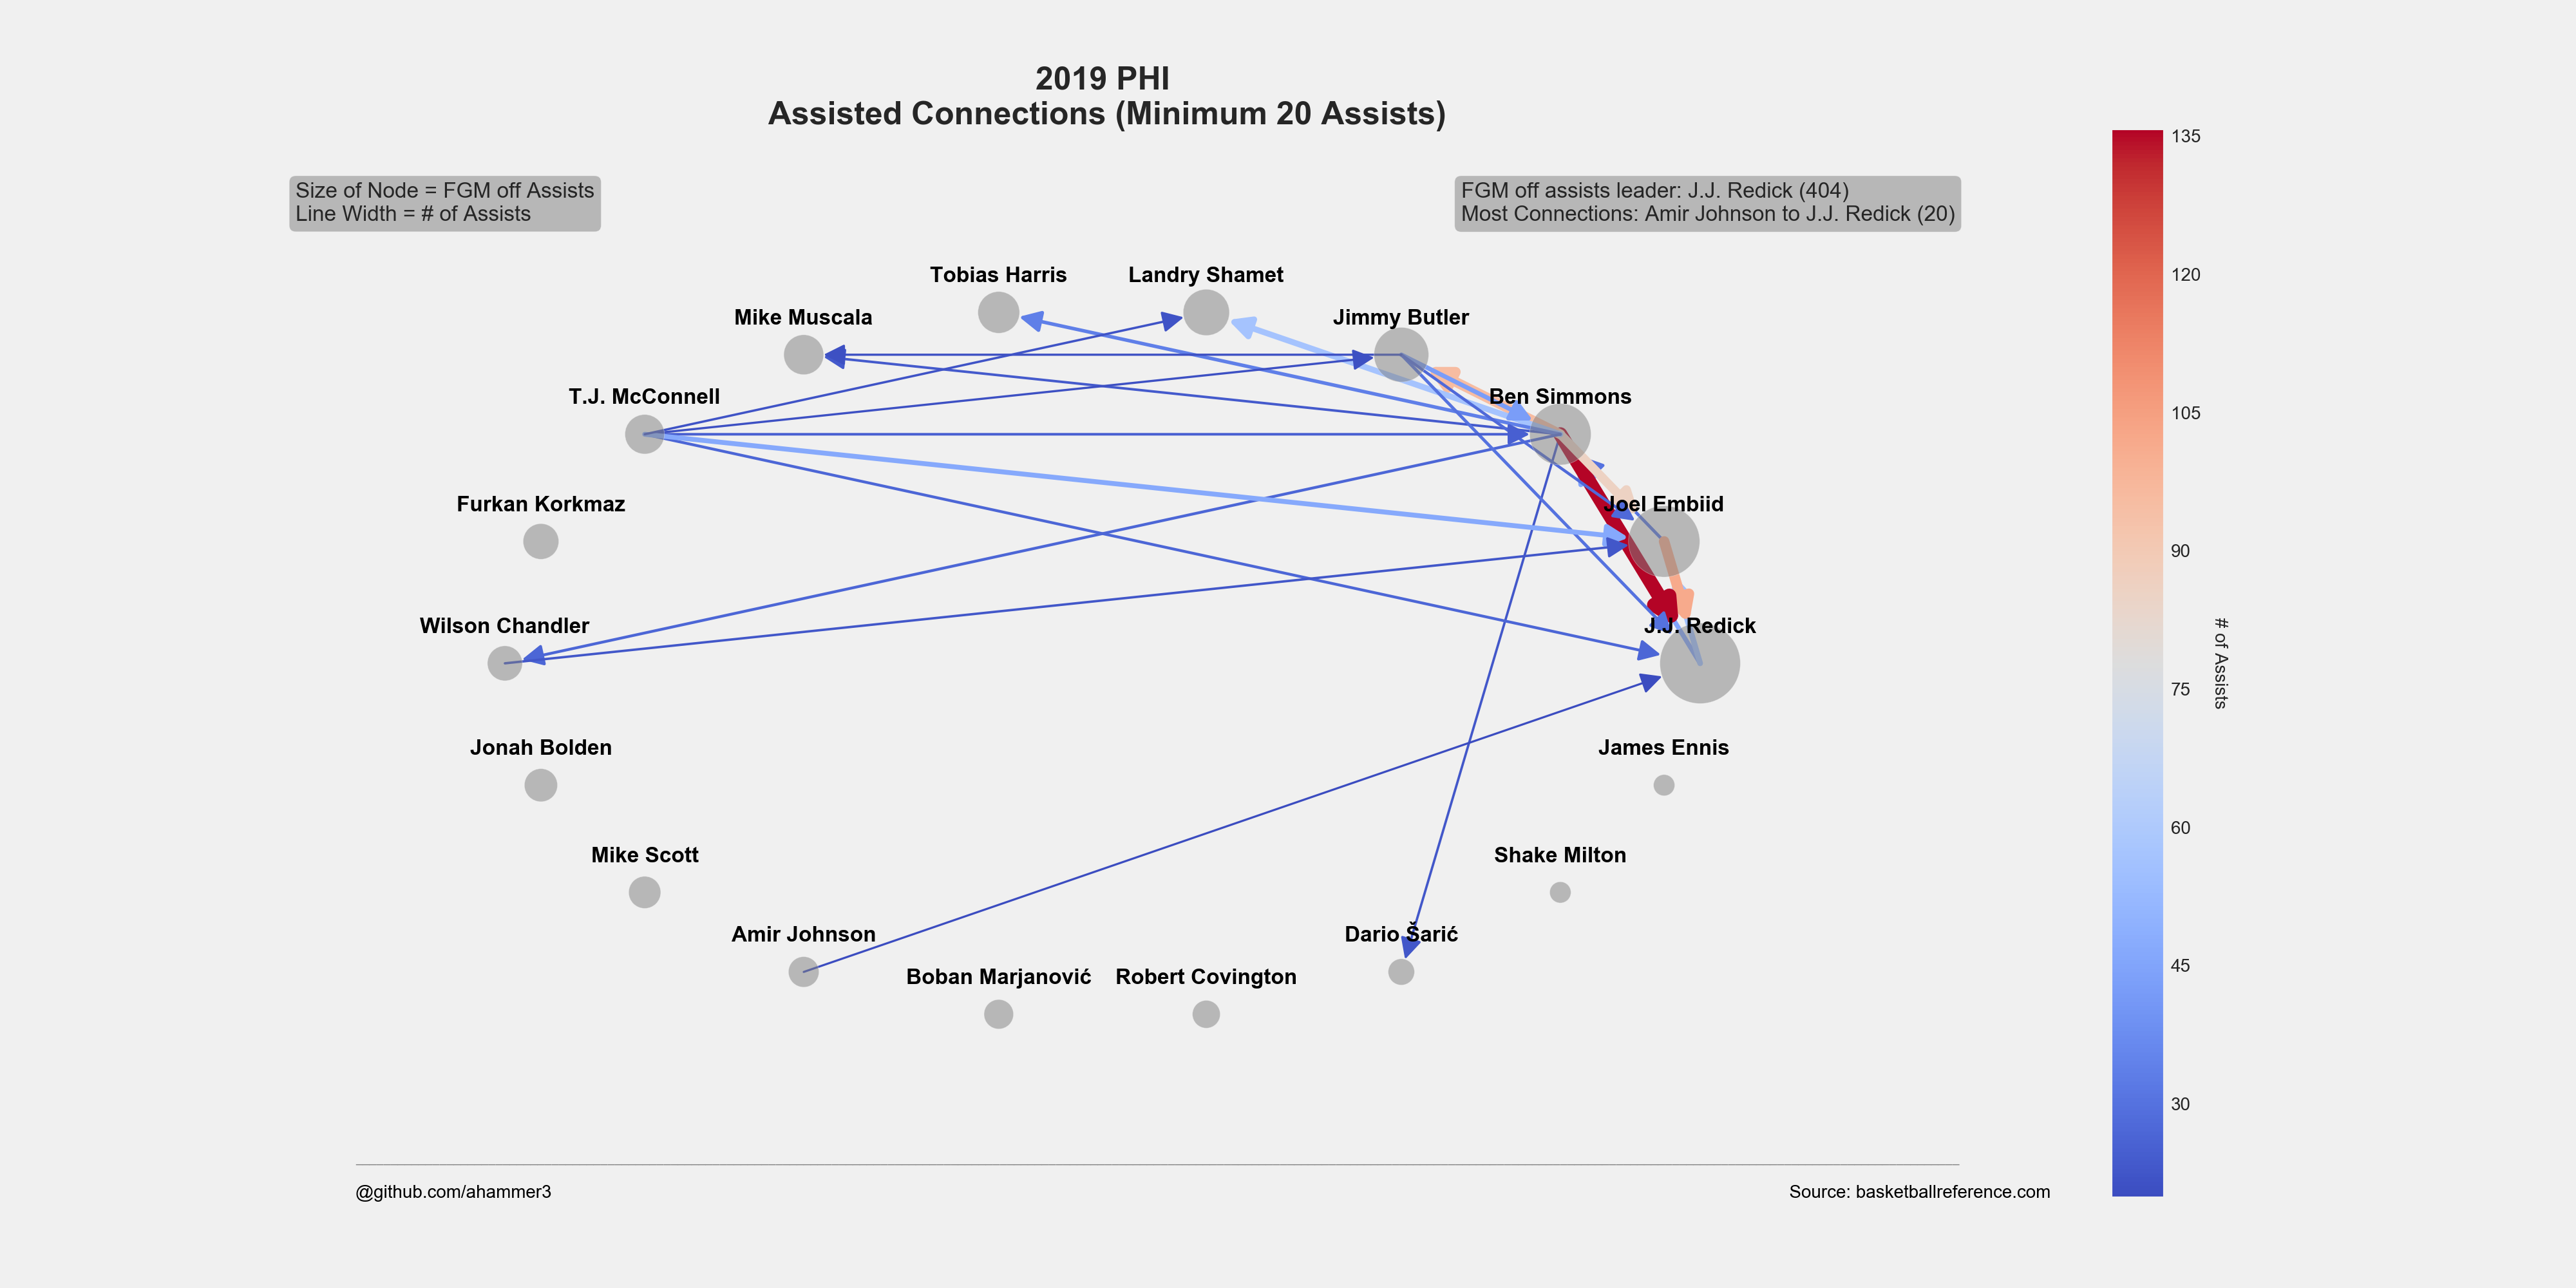 2019 PHI
Assisted Connections (Minimum 20 Assists)
Size of Node = FGM off Assists
Line Width = # of Assists
FGM off assists leader: J.J. Redick (404)
Most Connections: Amir Johnson to J.J. Redick (20)
Tobias Harris
Landry Shamet
Mike Muscala
Jimmy Butler
T.J. McConnell
Ben Simmons
Furkan Korkmaz
Joel Embiid
Wilson Chandler
J.J. Redick
Jonah Bolden
James Ennis
Mike Scott
Shake Milton
Amir Johnson
Dario Šarić
Boban Marjanović
Robert Covington
135
120
105
90
75
60
45
30
# of Assists
@github.com/ahammer3
Source: basketballreference.com